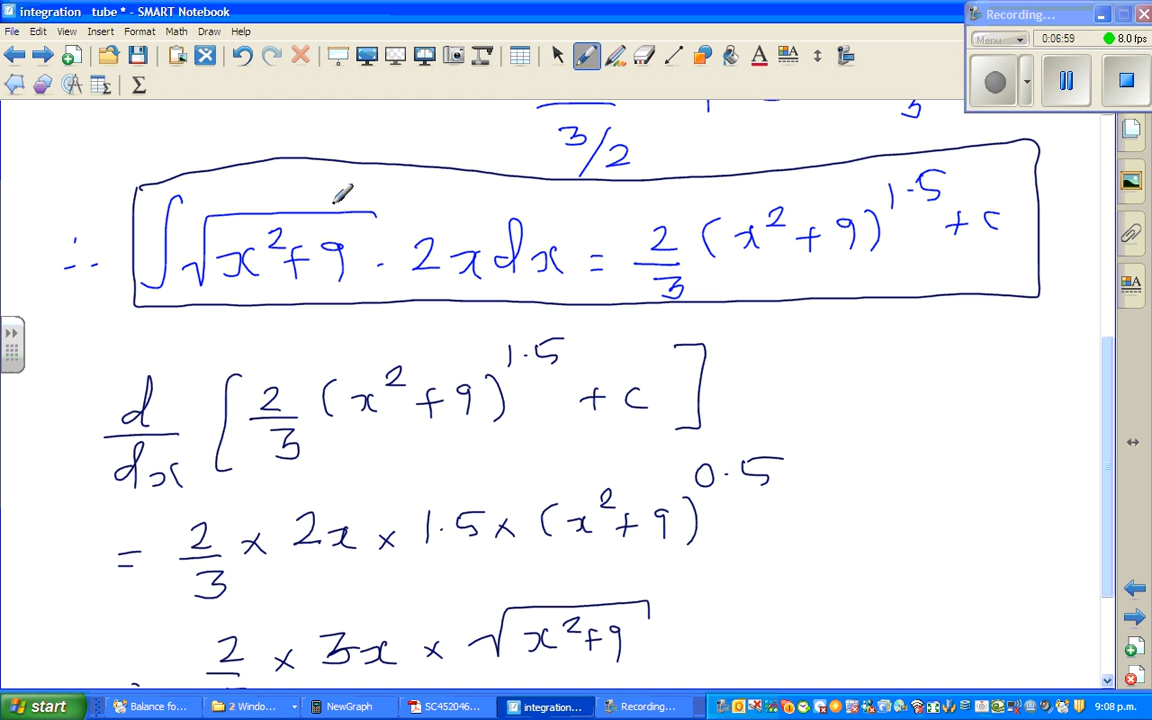 integration tube * - SMART Notebook
File Edit View Insert Format Math Draw Help
Recording...
Menu 0:06:59 8.0 fps
3/2
∴ ∫√(x²+9) · 2x dx = 2/3 (x²+9)^1.5 + c
d/dx [2/3 (x²+9)^1.5 + c]
= 2/3 × 2x × 1.5 × (x²+9)^0.5
2 × 3x × √(x²+9)
start Balance fo... 2 Windo... NewGraph SC452046... integration... Recording... 9:08 p.m.